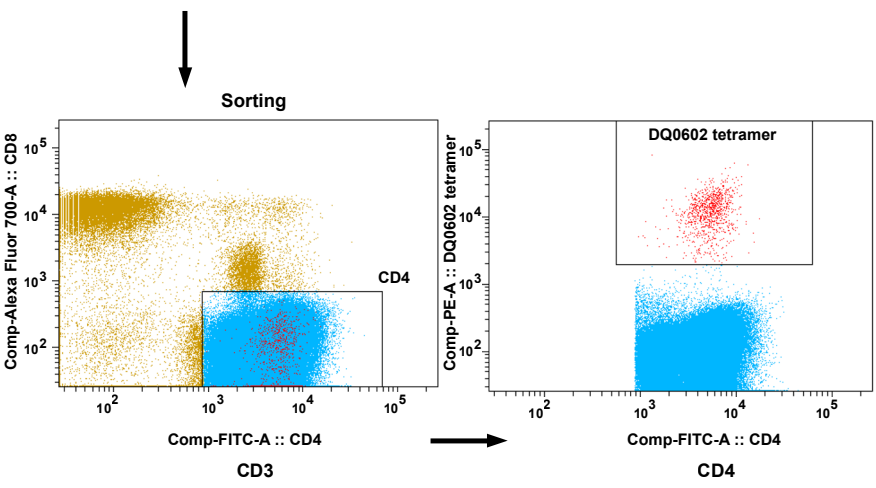 Sorting
Comp-Alexa Fluor 700-A :: CD8
10^5
10^4
10^3
10^2
CD4
10^2 10^3 10^4 10^5
Comp-FITC-A :: CD4
CD3
Comp-PE-A :: DQ0602 tetramer
10^5
10^4
10^3
10^2
DQ0602 tetramer
10^2 10^3 10^4 10^5
Comp-FITC-A :: CD4
CD4